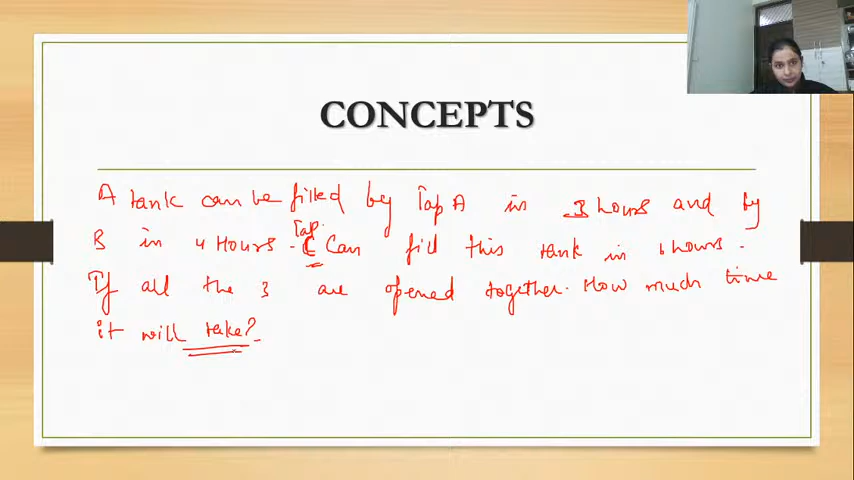 CONCEPTS
A tank can be filled by Tap A in 3 hours and by
B in 4 Hours. Tap C Can fill this tank in 6 hours.
If all the 3 are opened together. How much time
it will take?